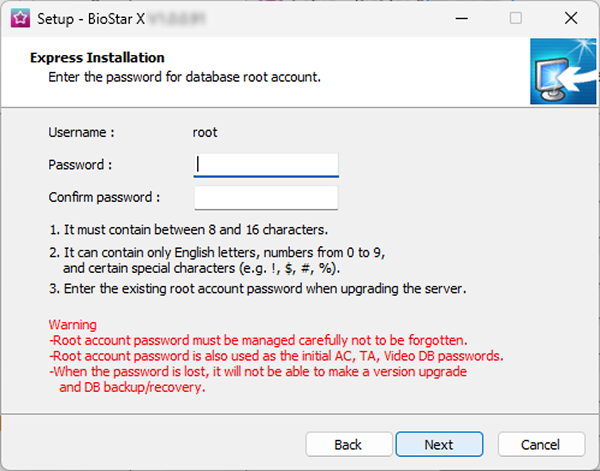 Setup - BioStar X
Express Installation
Enter the password for database root account.
Username : root
Password :
Confirm password :
1. It must contain between 8 and 16 characters.
2. It can contain only English letters, numbers from 0 to 9,
and certain special characters (e.g. !, $, #, %).
3. Enter the existing root account password when upgrading the server.
Warning
-Root account password must be managed carefully not to be forgotten.
-Root account password is also used as the initial AC, TA, Video DB passwords.
-When the password is lost, it will not be able to make a version upgrade
and DB backup/recovery.
Back Next Cancel